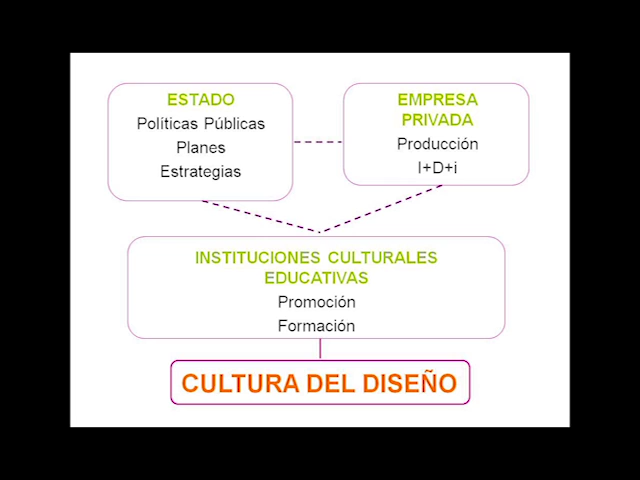 ESTADO
Políticas Públicas
Planes
Estrategias
EMPRESA
PRIVADA
Producción
I+D+i
INSTITUCIONES CULTURALES
EDUCATIVAS
Promoción
Formación
CULTURA DEL DISEÑO